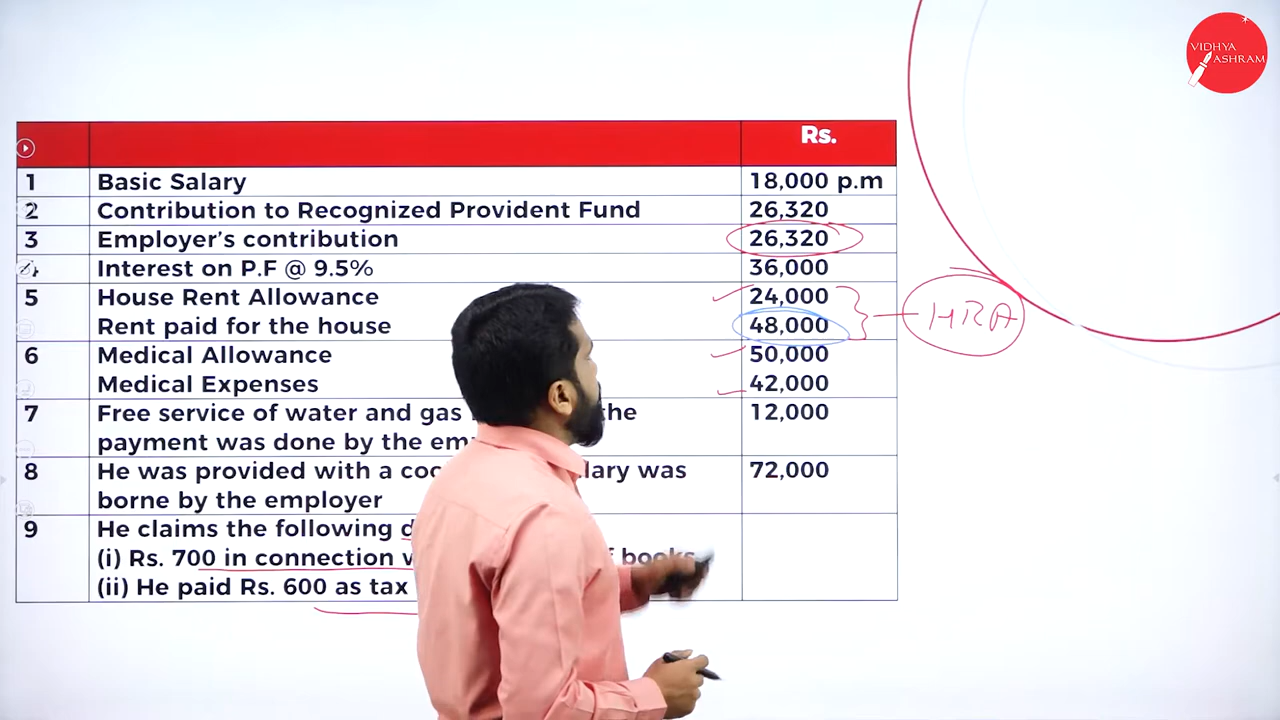 VIDHYA
ASHRAM
Rs.
1 Basic Salary 18,000 p.m
2 Contribution to Recognized Provident Fund 26,320
3 Employer's contribution 26,320
4 Interest on P.F @ 9.5% 36,000
5 House Rent Allowance 24,000
Rent paid for the house 48,000
HRA
6 Medical Allowance 50,000
Medical Expenses 42,000
7 Free service of water and gas the 12,000
payment was done by the
8 He was provided with a was 72,000
borne by the employer
9 He claims the following
(i) Rs. 700 in connection books
(ii) He paid Rs. 600 as tax